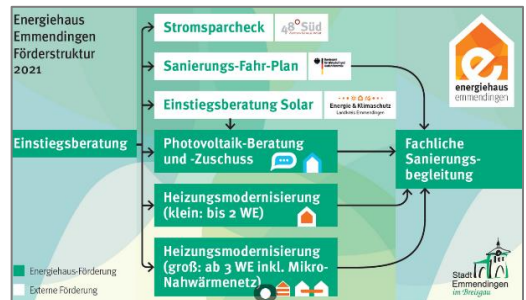 Energiehaus
Emmendingen
Förderstruktur
2021
Stromsparcheck
48°Süd
Sanierungs-Fahr-Plan
Einstiegsberatung Solar
Energie & Klimaschutz
Landkreis Emmendingen
energiehaus
emmendingen
Einstiegsberatung
Photovoltaik-Beratung
und -Zuschuss
Fachliche
Sanierungs-
begleitung
Heizungsmodernisierung
(klein: bis 2 WE)
Heizungsmodernisierung
(groß: ab 3 WE inkl. Mikro-
Nahwärmenetz)
Energiehaus-Förderung
Externe Förderung
Stadt
Emmendingen
im Breisgau